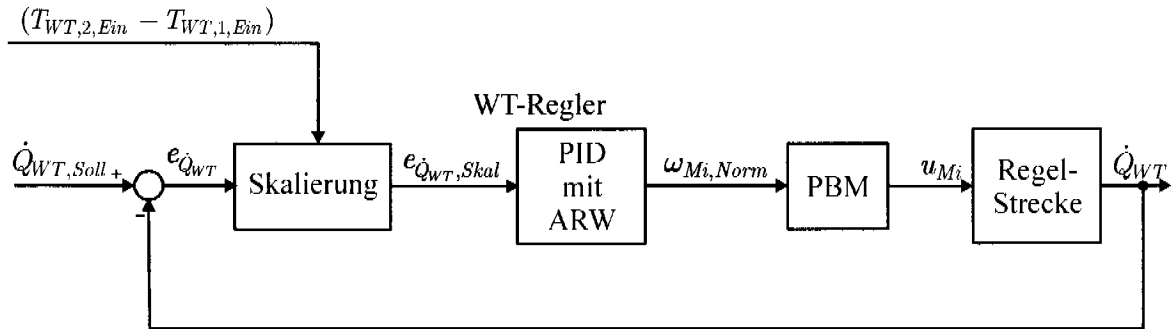 (T_{WT,2,Ein} − T_{WT,1,Ein})
WT-Regler
Q̇_{WT,Soll} +
-
e_{Q̇_{WT}}
Skalierung
e_{Q̇_{WT},Skal}
PID
mit
ARW
ω_{Mi,Norm}
PBM
u_{Mi}
Regel-
Strecke
Q̇_{WT}